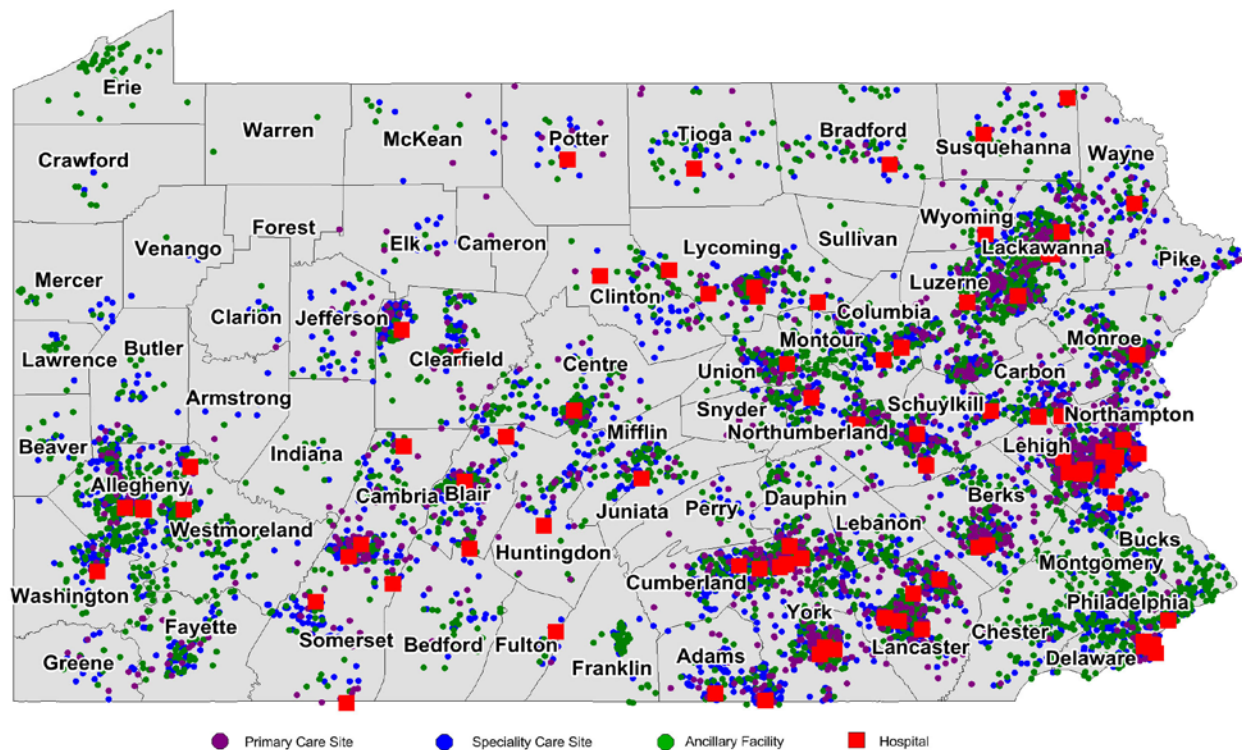 Erie
Warren
McKean
Potter
Tioga
Bradford
Susquehanna
Wayne
Crawford
Forest
Elk
Cameron
Venango
Mercer
Lycoming
Sullivan
Wyoming
Lackawanna
Pike
Clinton
Luzerne
Clarion
Jefferson
Columbia
Lawrence
Butler
Clearfield
Centre
Montour
Union
Carbon
Monroe
Armstrong
Snyder
Northumberland
Schuylkill
Northampton
Beaver
Indiana
Mifflin
Lehigh
Allegheny
Cambria
Blair
Juniata
Perry
Dauphin
Berks
Westmoreland
Huntingdon
Lebanon
Bucks
Cumberland
Montgomery
Washington
Philadelphia
Fayette
Somerset
Bedford
Fulton
York
Lancaster
Chester
Greene
Franklin
Adams
Delaware
Primary Care Site
Speciality Care Site
Ancillary Facility
Hospital